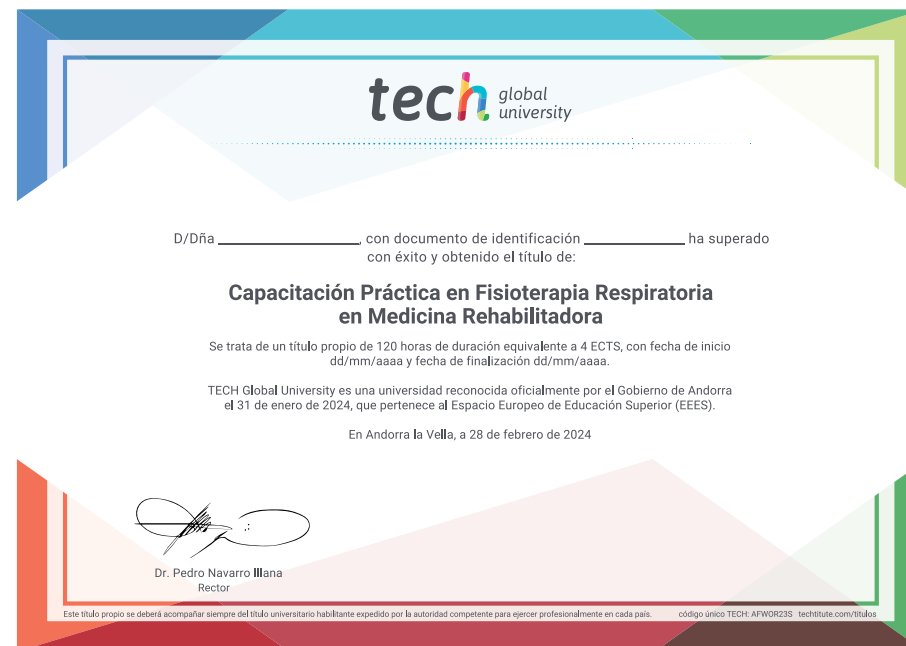 tech global university
D/Dña ____________________, con documento de identificación ______________ ha superado
con éxito y obtenido el título de:
Capacitación Práctica en Fisioterapia Respiratoria
en Medicina Rehabilitadora
Se trata de un título propio de 120 horas de duración equivalente a 4 ECTS, con fecha de inicio
dd/mm/aaaa y fecha de finalización dd/mm/aaaa.
TECH Global University es una universidad reconocida oficialmente por el Gobierno de Andorra
el 31 de enero de 2024, que pertenece al Espacio Europeo de Educación Superior (EEES).
En Andorra la Vella, a 28 de febrero de 2024
Dr. Pedro Navarro Illana
Rector
Este título propio se deberá acompañar siempre del título universitario habilitante expedido por la autoridad competente para ejercer profesionalmente en cada país. código único TECH: AFWOR23S techtitute.com/titulos